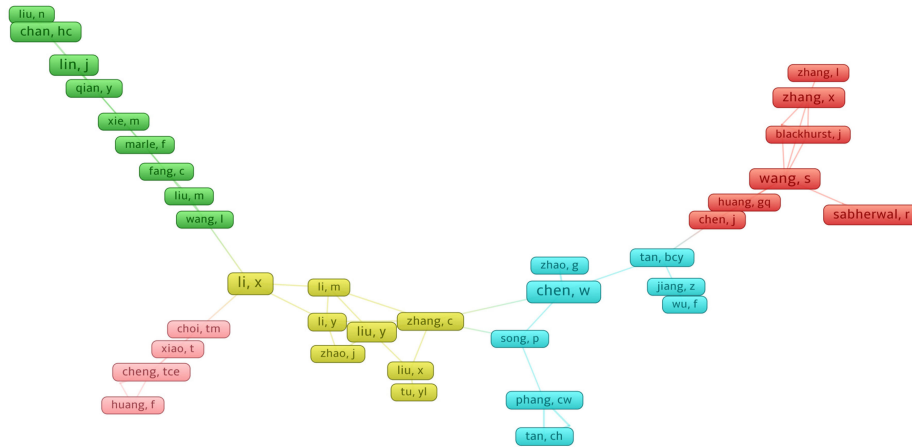 liu, n
chan, hc
lin, j
qian, y
xie, m
marle, f
fang, c
liu, m
wang, l
li, x
choi, tm
xiao, t
cheng, tce
huang, f
li, m
li, y
liu, y
zhao, j
zhang, c
liu, x
tu, yl
zhao, g
chen, w
song, p
phang, cw
tan, ch
tan, bcy
jiang, z
wu, f
zhang, l
zhang, x
blackhurst, j
wang, s
huang, gq
chen, j
sabherwal, r